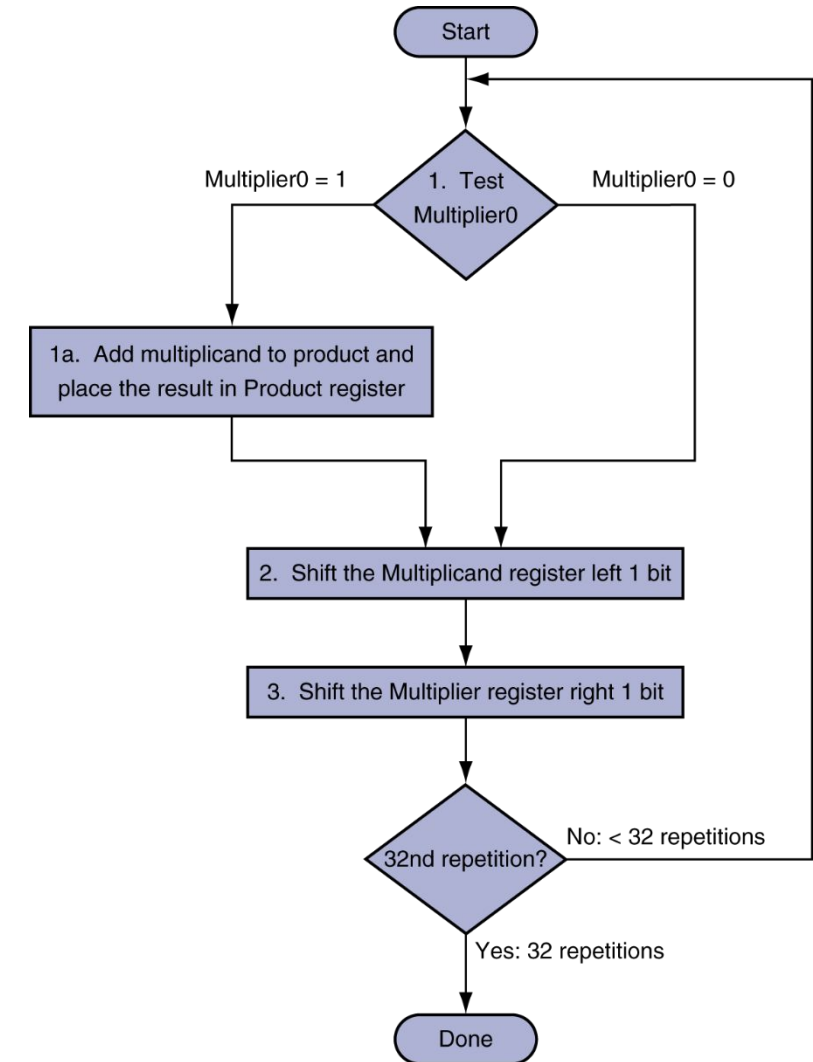 Start
Multiplier0 = 1
1. Test
Multiplier0
Multiplier0 = 0
1a. Add multiplicand to product and
place the result in Product register
2. Shift the Multiplicand register left 1 bit
3. Shift the Multiplier register right 1 bit
32nd repetition?
No: < 32 repetitions
Yes: 32 repetitions
Done